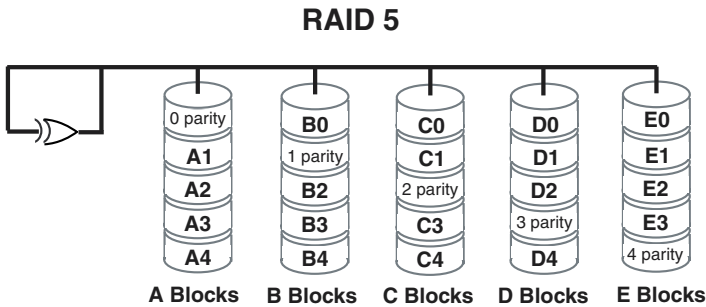 RAID 5
0 parity B0 C0 D0 E0
A1 1 parity C1 D1 E1
A2 B2 2 parity D2 E2
A3 B3 C3 3 parity E3
A4 B4 C4 D4 4 parity
A Blocks B Blocks C Blocks D Blocks E Blocks